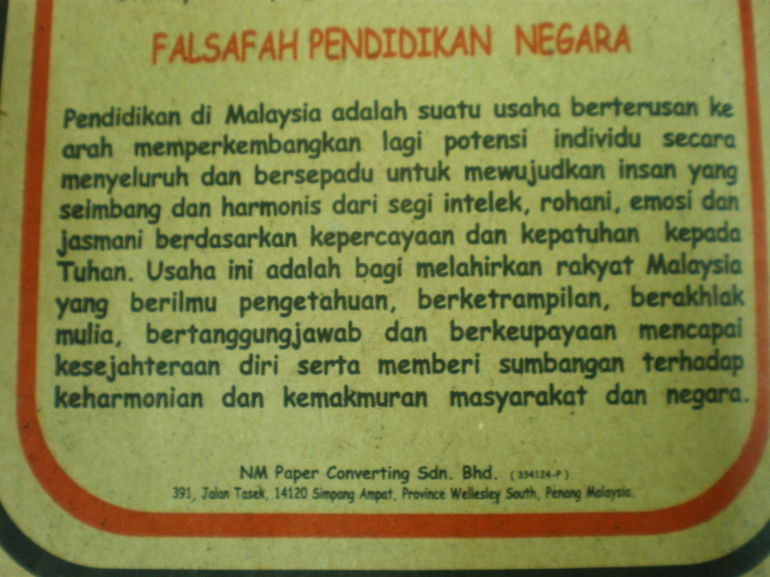 FALSAFAH PENDIDIKAN NEGARA
Pendidikan di Malaysia adalah suatu usaha berterusan ke
arah memperkembangkan lagi potensi individu secara
menyeluruh dan bersepadu untuk mewujudkan insan yang
seimbang dan harmonis dari segi intelek, rohani, emosi dan
jasmani berdasarkan kepercayaan dan kepatuhan kepada
Tuhan. Usaha ini adalah bagi melahirkan rakyat Malaysia
yang berilmu pengetahuan, berketrampilan, berakhlak
mulia, bertanggungjawab dan berkeupayaan mencapai
kesejahteraan diri serta memberi sumbangan terhadap
keharmonian dan kemakmuran masyarakat dan negara.
NM Paper Converting Sdn. Bhd. (334124-P)
391, Jalan Tasek, 14120 Simpang Ampat, Province Wellesley South, Penang Malaysia.